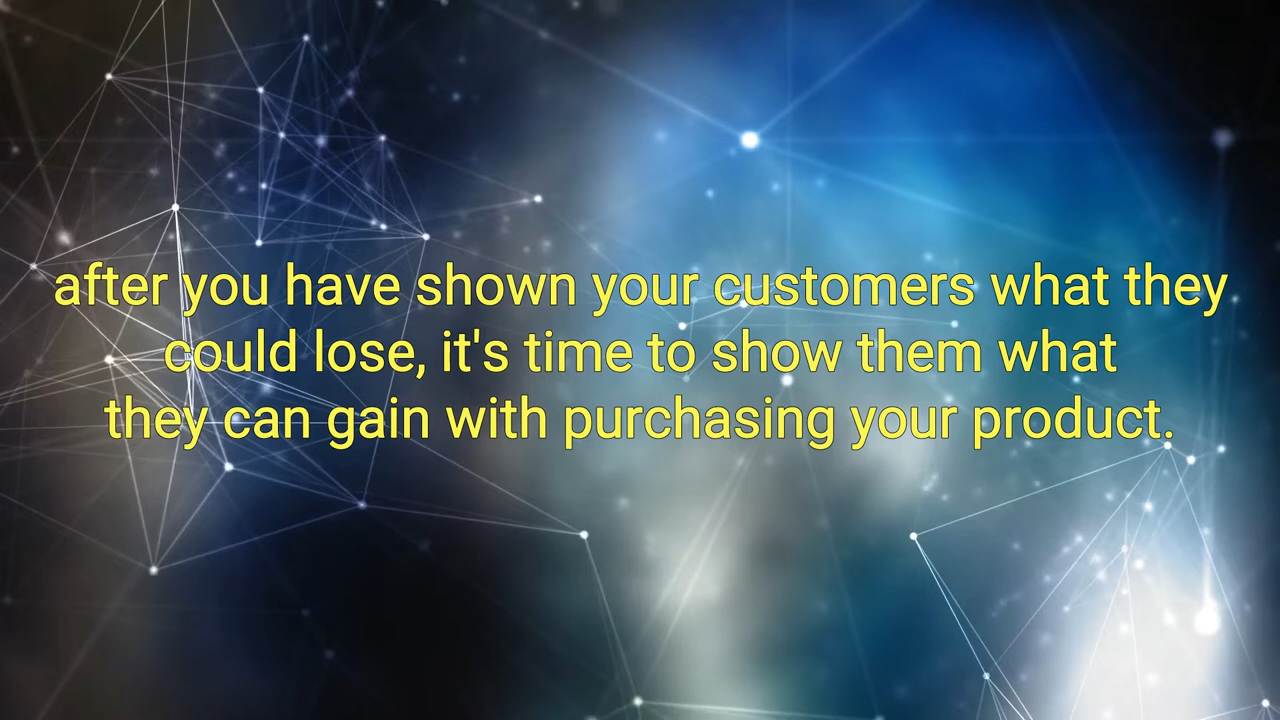 after you have shown your customers what they
could lose, it's time to show them what
they can gain with purchasing your product.